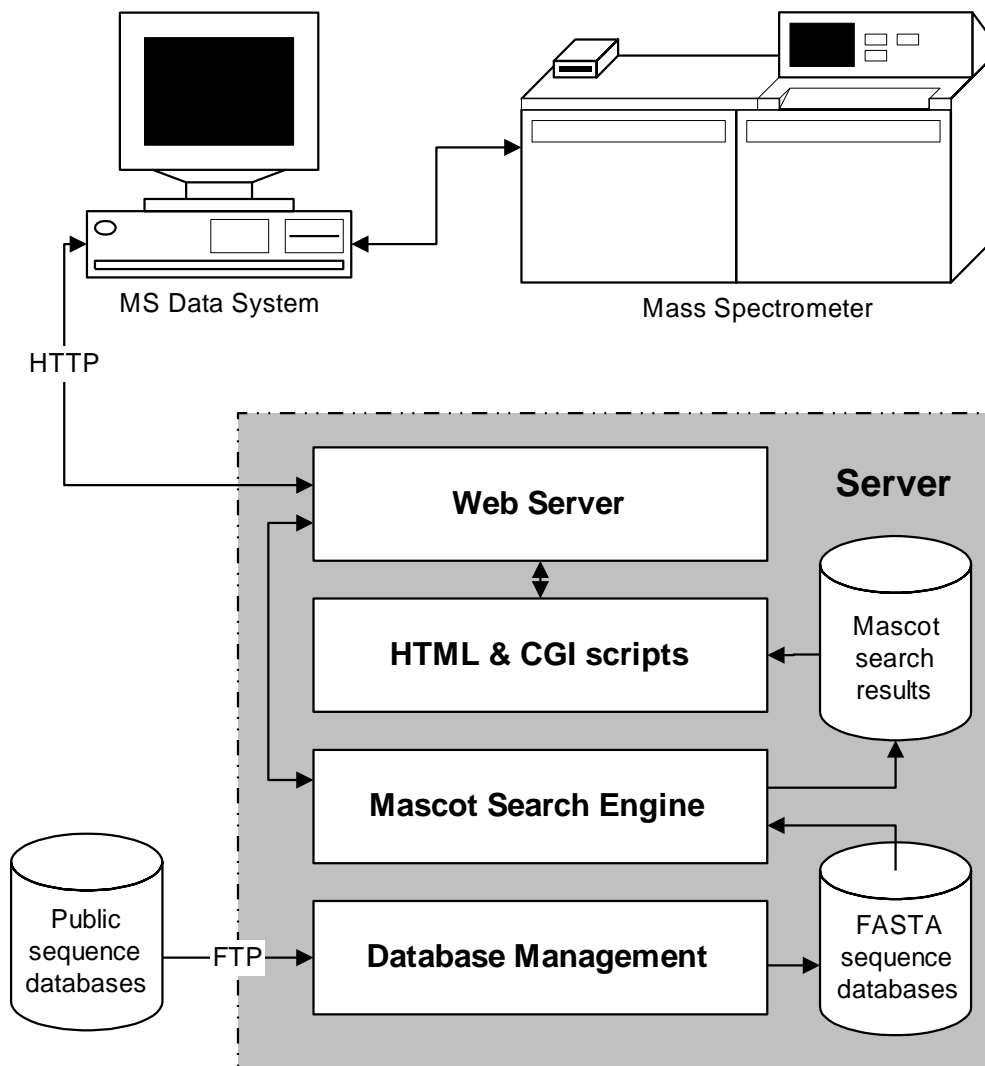 MS Data System
Mass Spectrometer
HTTP
Server
Web Server
HTML & CGI scripts
Mascot
search
results
Mascot Search Engine
Public
sequence
databases
FTP
Database Management
FASTA
sequence
databases